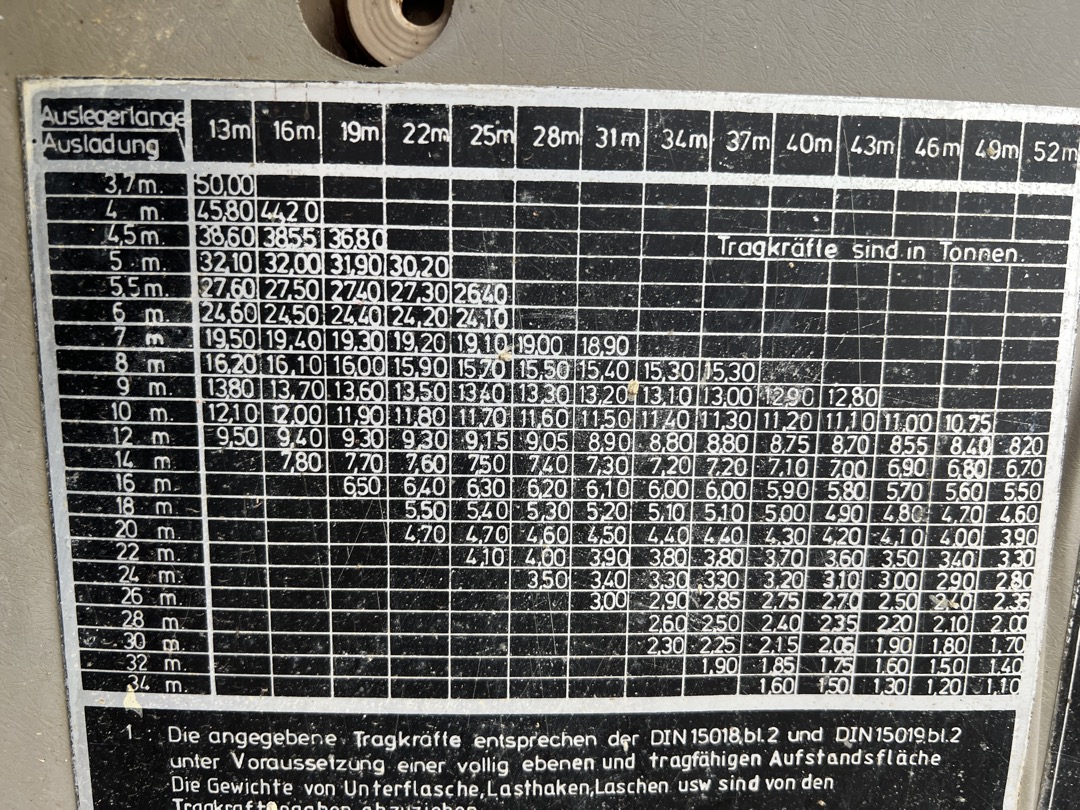 Auslegerlänge 13m 16m. 19m 22m 25m 28m 31m 34m 37m 40m 43m 46m 49m 52m
Ausladung
3,7 m. 50,00
4 m. 45,80 44,20
4,5 m. 38,60 38,55 36,80
Tragkräfte sind in Tonnen.
5 m. 32,10 32,00 31,90 30,20
5,5 m. 27,60 27,50 27,40 27,30 26,40
6 m. 24,60 24,50 24,40 24,20 24,10
7 m 19,50 19,40 19,30 19,20 19,10 19,00 18,90
8 m. 16,20 16,10 16,00 15,90 15,70 15,50 15,40 15,30 15,30
9 m. 13,80 13,70 13,60 13,50 13,40 13,30 13,20 13,10 13,00 12,90 12,80
10 m. 12,10 12,00 11,90 11,80 11,70 11,60 11,50 11,40 11,30 11,20 11,10 11,00 10,75
12 m. 9,50 9,40 9,30 9,30 9,15 9,05 8,90 8,80 8,80 8,75 8,70 8,55 8,40 8,20
14 m. 7,80 7,70 7,60 7,50 7,40 7,30 7,20 7,20 7,10 7,00 6,90 6,80 6,70
16 m. 6,50 6,40 6,30 6,20 6,10 6,00 6,00 5,90 5,80 5,70 5,60 5,50
18 m. 5,50 5,40 5,30 5,20 5,10 5,10 5,00 4,90 4,80 4,70 4,60
20 m. 4,70 4,70 4,60 4,50 4,40 4,40 4,30 4,20 4,10 4,00 3,90
22 m. 4,10 4,00 3,90 3,80 3,80 3,70 3,60 3,50 3,40 3,30
24 m. 3,50 3,40 3,30 3,30 3,20 3,10 3,00 2,90 2,80
26 m. 3,00 2,90 2,85 2,75 2,70 2,50 2,40 2,35
28 m. 2,60 2,50 2,40 2,35 2,20 2,10 2,00
30 m. 2,30 2,25 2,15 2,05 1,90 1,80 1,70
32 m. 1,90 1,85 1,75 1,60 1,50 1,40
34 m. 1,60 1,50 1,30 1,20 1,10
1. : Die angegebene Tragkräfte entsprechen der DIN 15018,bl.2 und DIN 15019.bl.2
unter Voraussetzung einer vollig ebenen und tragfähigen Aufstandsfläche
Die Gewichte von Unterflasche,Lasthaken,Laschen usw sind von den
Tragkraftangaben abzuziehen